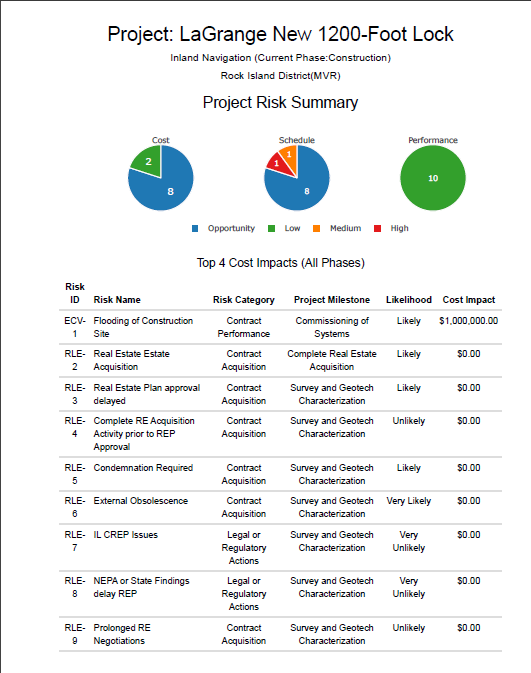 Project: LaGrange New 1200-Foot Lock
Inland Navigation (Current Phase:Construction)
Rock Island District(MVR)
Project Risk Summary
Cost Schedule Performance
2 8
1 1 8
10
Opportunity Low Medium High
Top 4 Cost Impacts (All Phases)
Risk
ID Risk Name Risk Category Project Milestone Likelihood Cost Impact
ECV- Flooding of Construction Contract Commissioning of Likely $1,000,000.00
1 Site Performance Systems
RLE- Real Estate Estate Contract Complete Real Estate Likely $0.00
2 Acquisition Acquisition Acquisition
RLE- Real Estate Plan approval Contract Survey and Geotech Likely $0.00
3 delayed Acquisition Characterization
RLE- Complete RE Acquisition Contract Survey and Geotech Unlikely $0.00
4 Activity prior to REP Acquisition Characterization
Approval
RLE- Condemnation Required Contract Survey and Geotech Likely $0.00
5 Acquisition Characterization
RLE- External Obsolescence Contract Survey and Geotech Very Likely $0.00
6 Acquisition Characterization
RLE- IL CREP Issues Legal or Survey and Geotech Very $0.00
7 Regulatory Characterization Unlikely
Actions
RLE- NEPA or State Findings Legal or Survey and Geotech Very $0.00
8 delay REP Regulatory Characterization Unlikely
Actions
RLE- Prolonged RE Contract Survey and Geotech Unlikely $0.00
9 Negotiations Acquisition Characterization